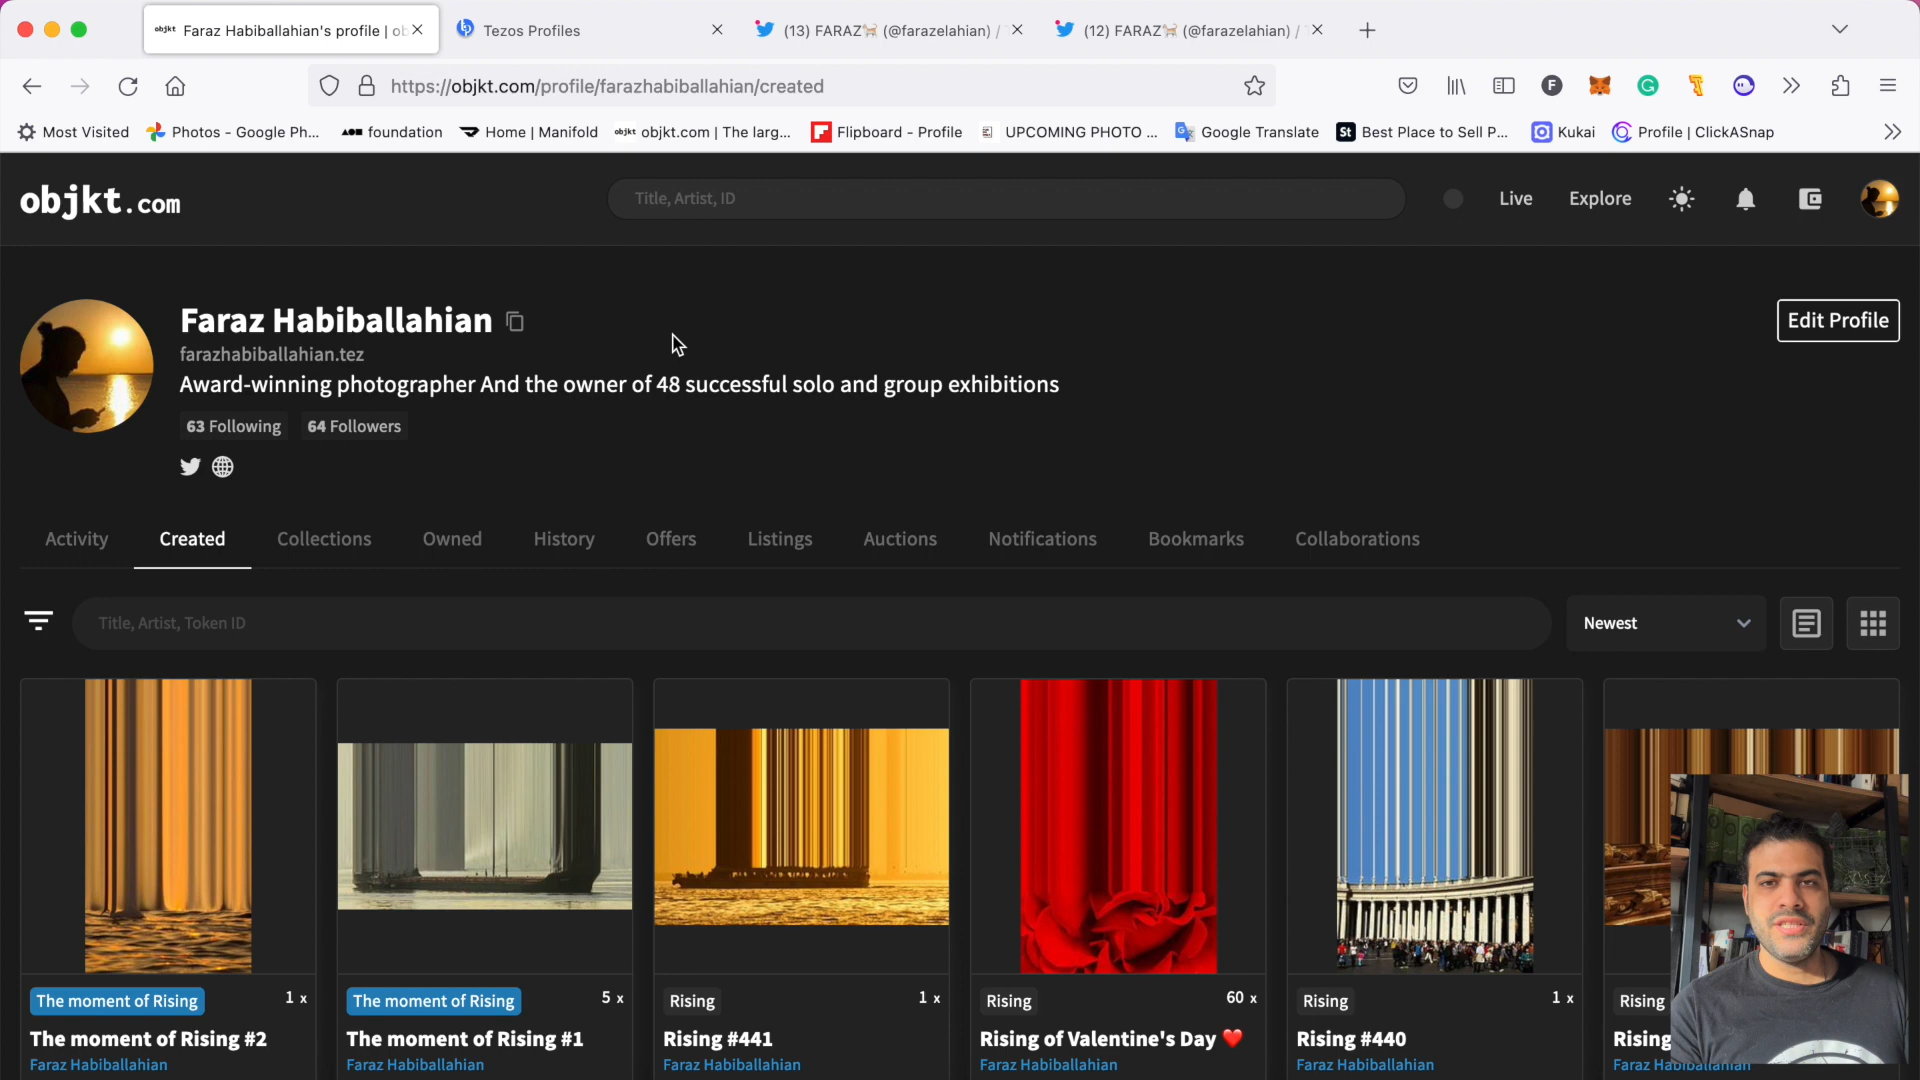 objkt Faraz Habiballahian's profile | ob
Tezos Profiles
(13) FARAZ🐈 (@farazelahian) /
(12) FARAZ🐈 (@farazelahian) /
https://objkt.com/profile/farazhabiballahian/created
Most Visited
Photos - Google Ph...
foundation
Home | Manifold
objkt objkt.com | The larg...
Flipboard - Profile
UPCOMING PHOTO ...
Google Translate
St Best Place to Sell P...
Kukai
Profile | ClickASnap
objkt.com
Title, Artist, ID
Live
Explore
Faraz Habiballahian
Edit Profile
farazhabiballahian.tez
Award-winning photographer And the owner of 48 successful solo and group exhibitions
63 Following
64 Followers
Activity
Created
Collections
Owned
History
Offers
Listings
Auctions
Notifications
Bookmarks
Collaborations
Title, Artist, Token ID
Newest
The moment of Rising
1 x
The moment of Rising #2
Faraz Habiballahian
The moment of Rising
5 x
The moment of Rising #1
Faraz Habiballahian
Rising
1 x
Rising #441
Faraz Habiballahian
Rising
60 x
Rising of Valentine's Day ❤️
Faraz Habiballahian
Rising
1 x
Rising #440
Faraz Habiballahian
Rising
Rising
Faraz Habiballahian